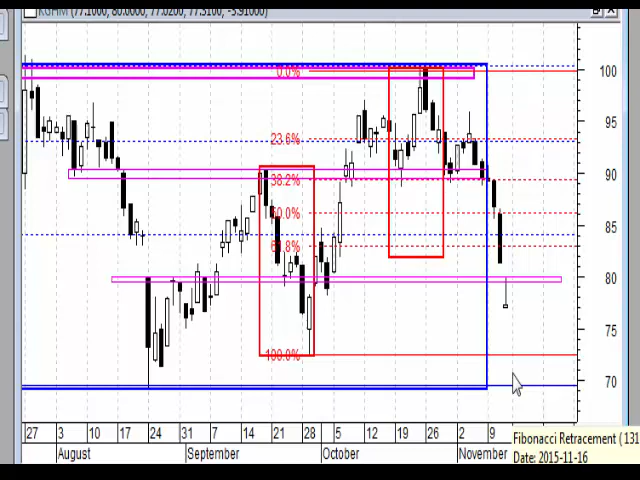 KGHM (77.1000, 80.0000, 77.0200, 77.3100, -3.9100)
0.0%
100
95
23.6%
90
38.2%
50.0%
85
61.8%
80
75
100.0%
70
27 3 10 17 24 31 7 14 21 28 5 12 19 26 2 9
August September October November
Fibonacci Retracement (131
Date: 2015-11-16